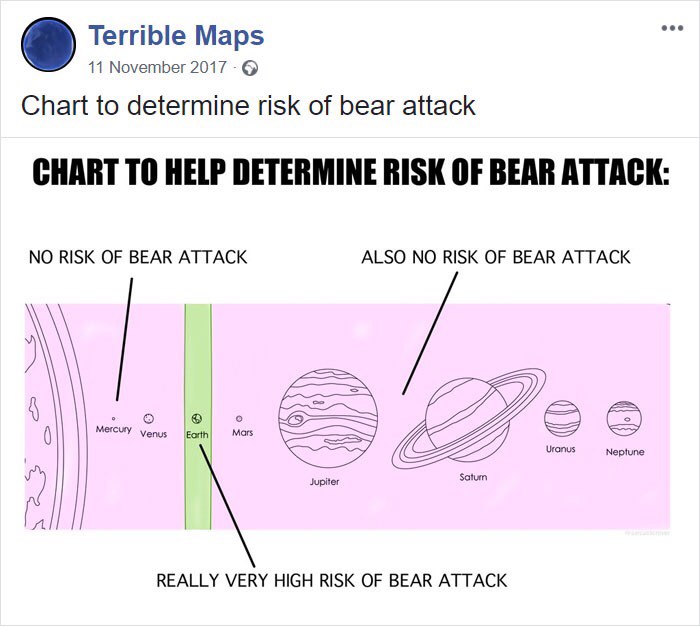 Terrible Maps
11 November 2017 ·
Chart to determine risk of bear attack
CHART TO HELP DETERMINE RISK OF BEAR ATTACK:
NO RISK OF BEAR ATTACK
ALSO NO RISK OF BEAR ATTACK
Mercury
Venus
Earth
Mars
Jupiter
Saturn
Uranus
Neptune
REALLY VERY HIGH RISK OF BEAR ATTACK